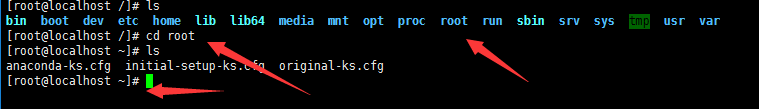 [root@localhost /]# ls
bin boot dev etc home lib lib64 media mnt opt proc root run sbin srv sys tmp usr var
[root@localhost /]# cd root
[root@localhost ~]# ls
anaconda-ks.cfg initial-setup-ks.cfg original-ks.cfg
[root@localhost ~]#